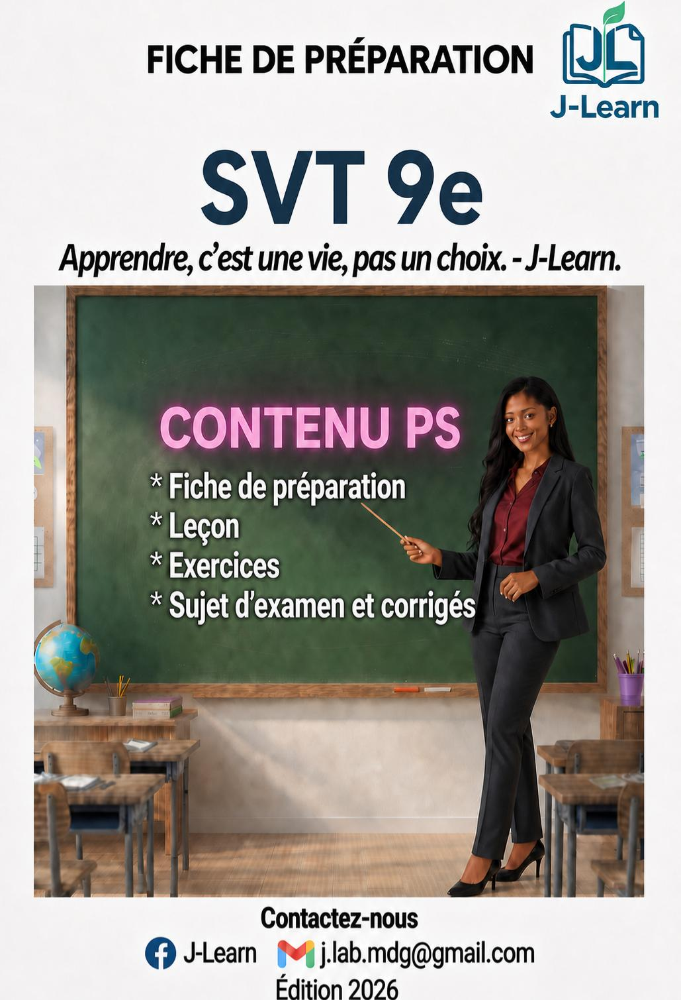 FICHE DE PRÉPARATION
JL
J-Learn
SVT 9e
Apprendre, c'est une vie, pas un choix. - J-Learn.
CONTENU PS
* Fiche de préparation
* Leçon
* Exercices
* Sujet d'examen et corrigés
Contactez-nous
J-Learn j.lab.mdg@gmail.com
Édition 2026